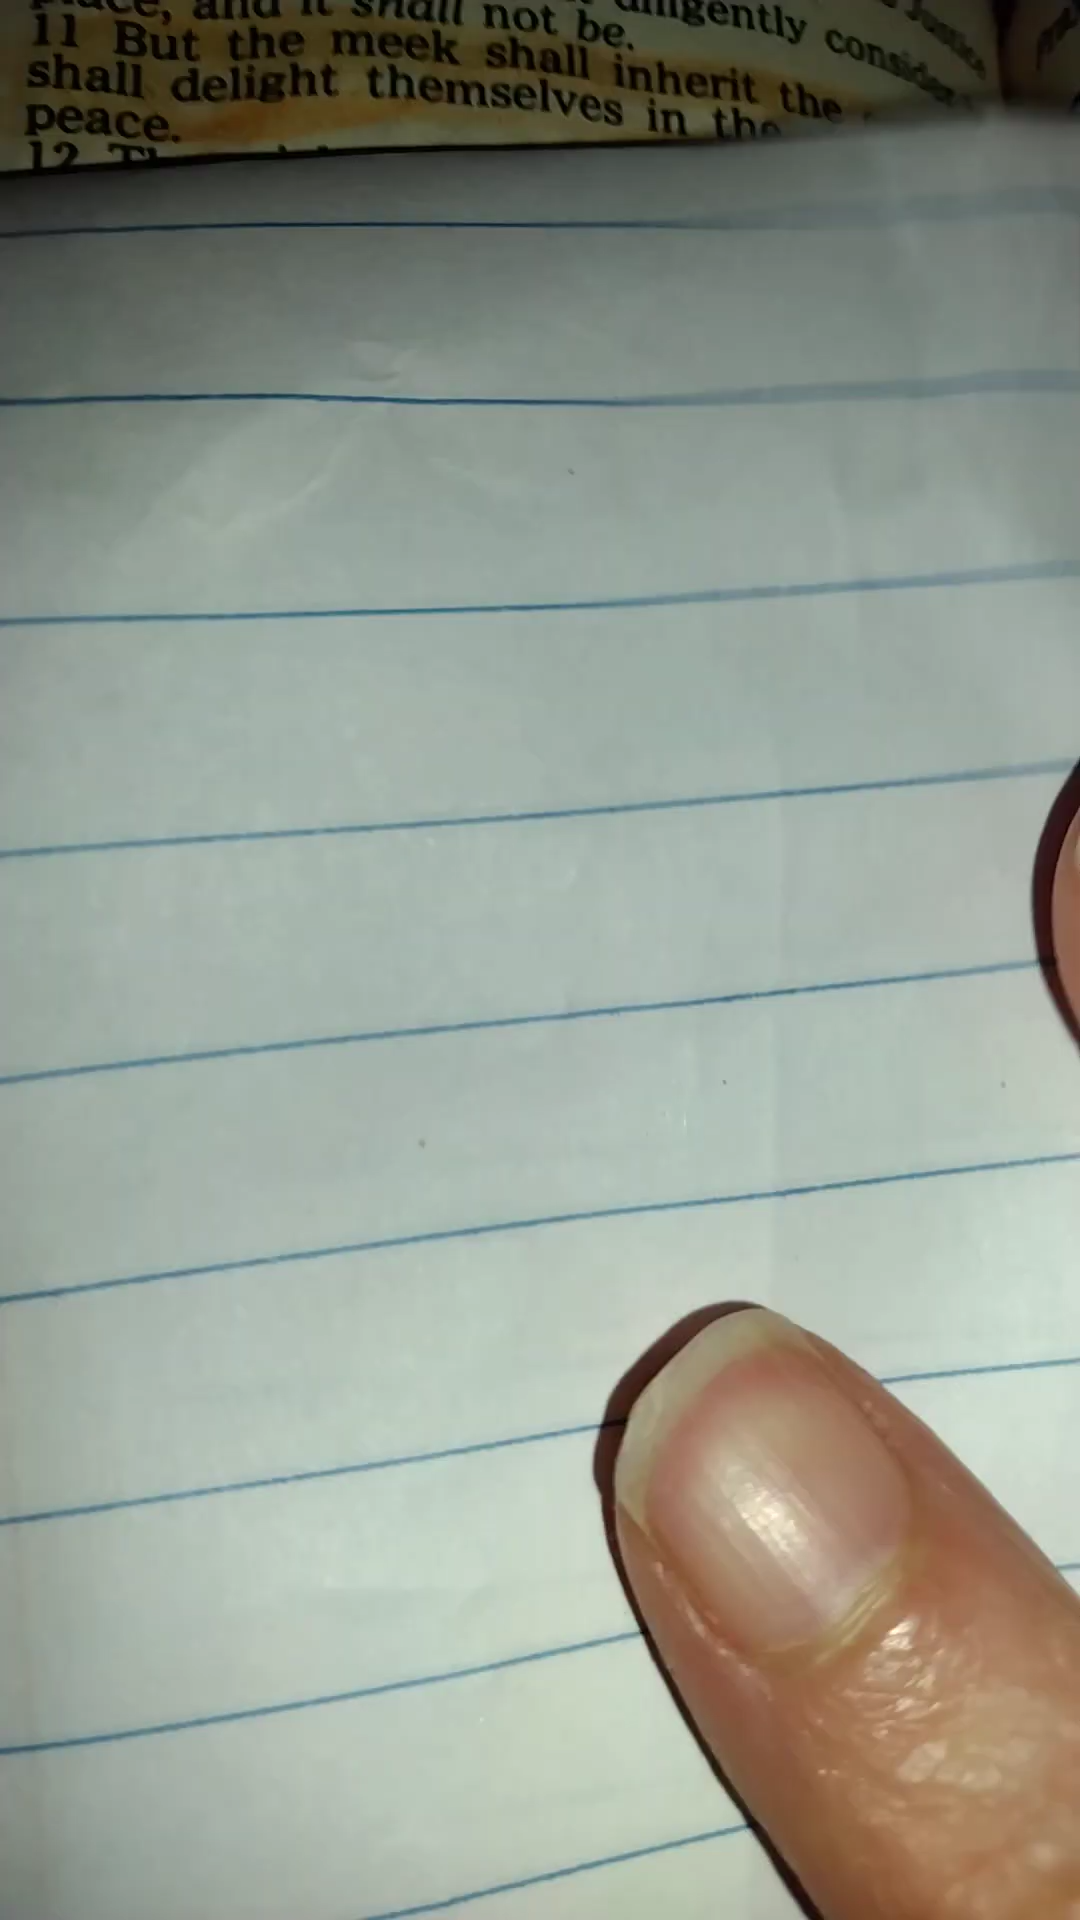 and it shall not be.
diligently consider
11 But the meek shall inherit the
shall delight themselves in the
peace.
12